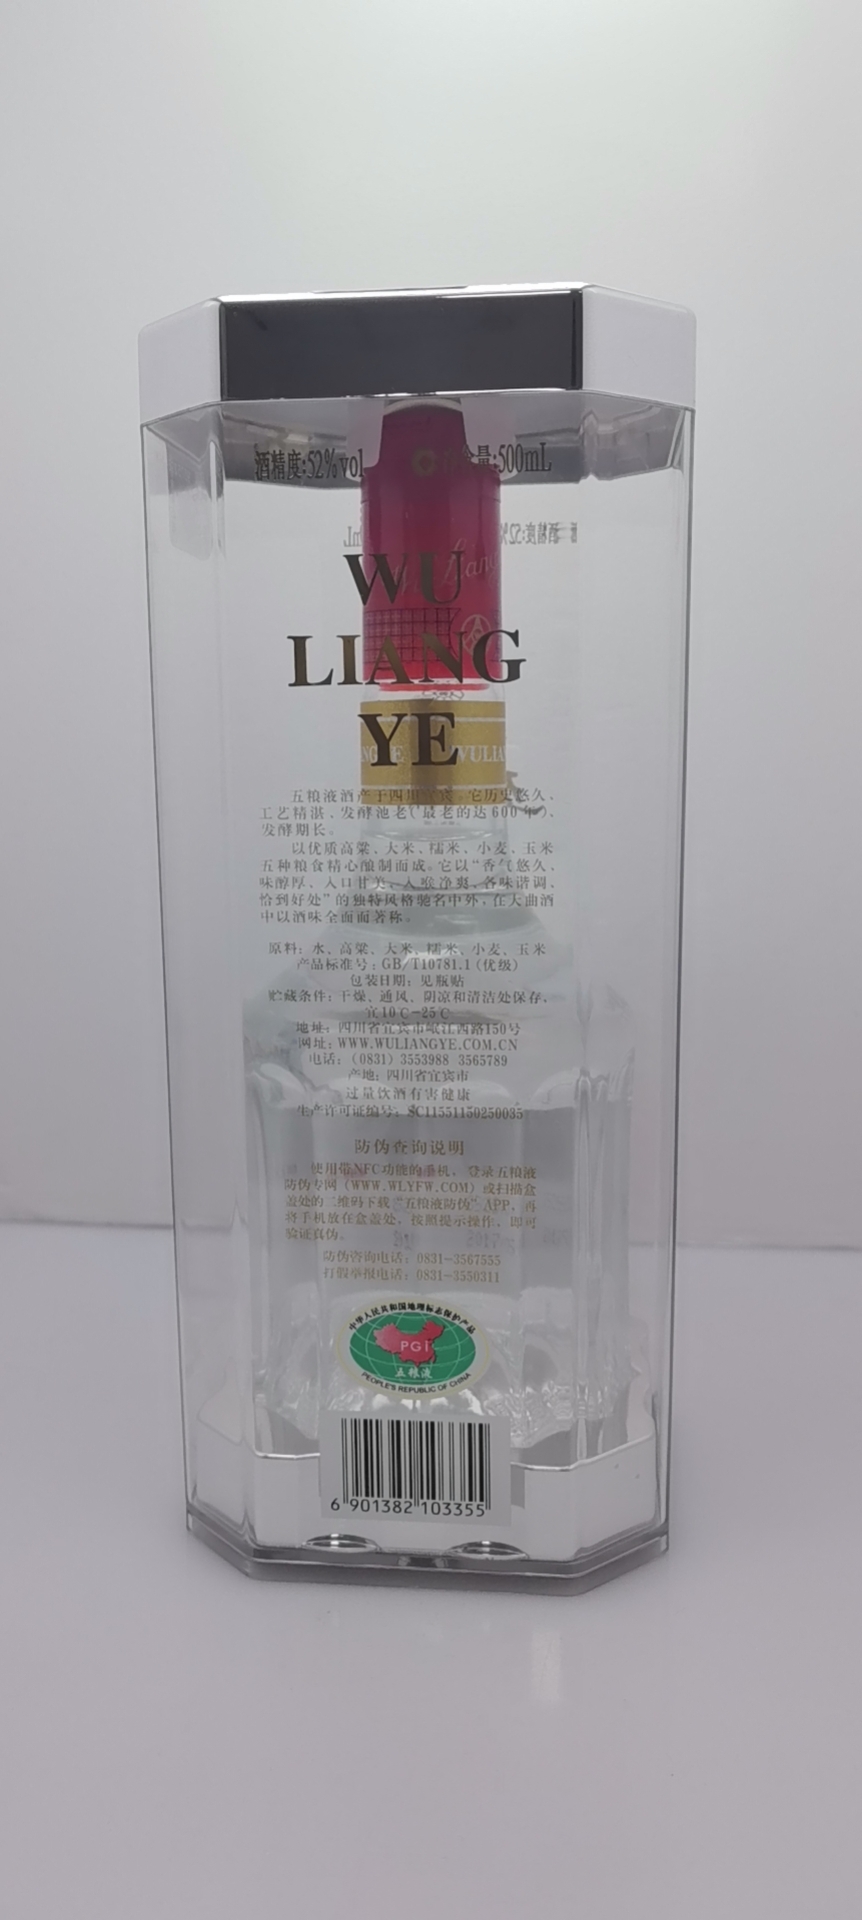 酒精度:52%vol
量:500mL
WU
LIANG
YE
五粮液酒产于四川宜宾。它历史悠久、
工艺精湛、发酵池老(最老的达600年)、
发酵期长。
以优质高粱、大米、糯米、小麦、玉米
五种粮食精心酿制而成。它以“香气悠久、
味醇厚、入口甘美、入喉净爽、各味谐调、
恰到好处”的独特风格驰名中外，在大曲酒
中以酒味全面而著称。
原料: 水、高粱、大米、糯米、小麦、玉米
产品标准号: GB/T10781.1(优级)
包装日期: 见瓶贴
贮藏条件: 干燥、通风、阴凉和清洁处保存，
宜10℃-25℃
地址: 四川省宜宾市岷江西路150号
网址: WWW.WULIANGYE.COM.CN
电话: (0831) 3553988 3565789
产地: 四川省宜宾市
过量饮酒有害健康
生产许可证编号: SC11551150250035
防伪查询说明
使用带NFC功能的手机，登录五粮液
防伪专网(WWW.WLYFW.COM)或扫描盒
盖处的二维码下载“五粮液防伪”APP，再
将手机放在盒盖处，按照提示操作，即可
验证真伪。
防伪咨询电话: 0831-3567555
打假举报电话: 0831-3550311
中华人民共和国地理标志保护产品
PGI
五粮液
PEOPLE'S REPUBLIC OF CHINA
6 901382 103355